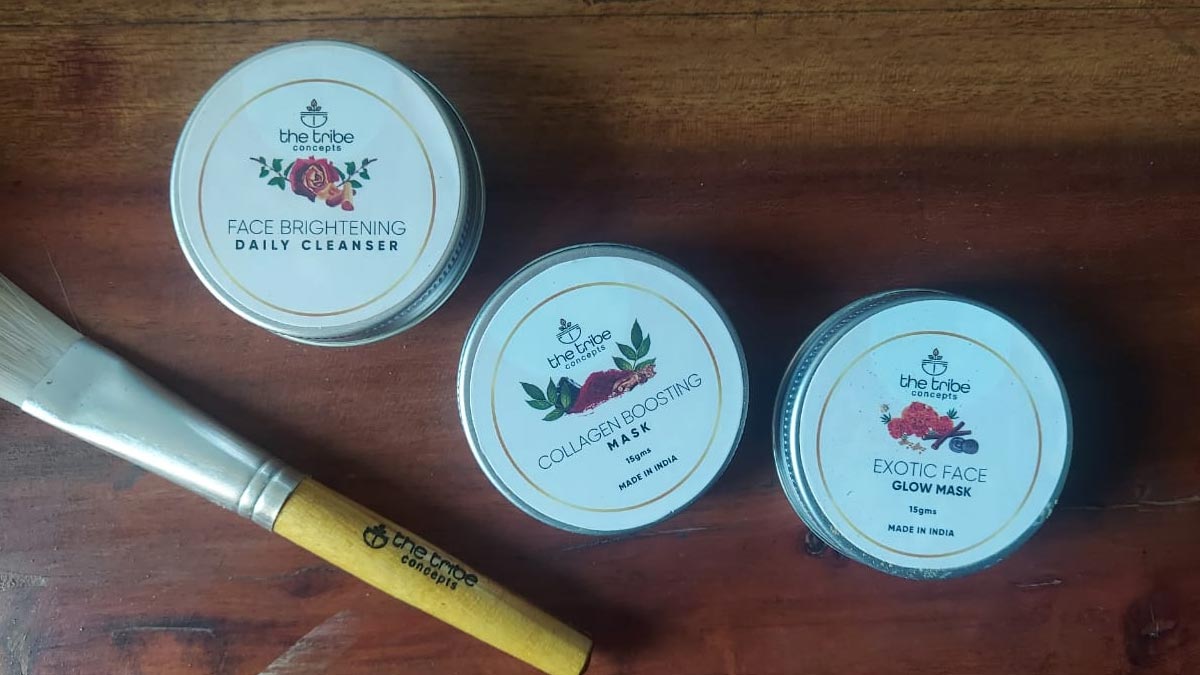 the tribe
concepts
FACE BRIGHTENING
DAILY CLEANSER
the tribe
concepts
COLLAGEN BOOSTING
MASK
15gms
MADE IN INDIA
the tribe
concepts
EXOTIC FACE
GLOW MASK
15gms
MADE IN INDIA
the tribe
concepts